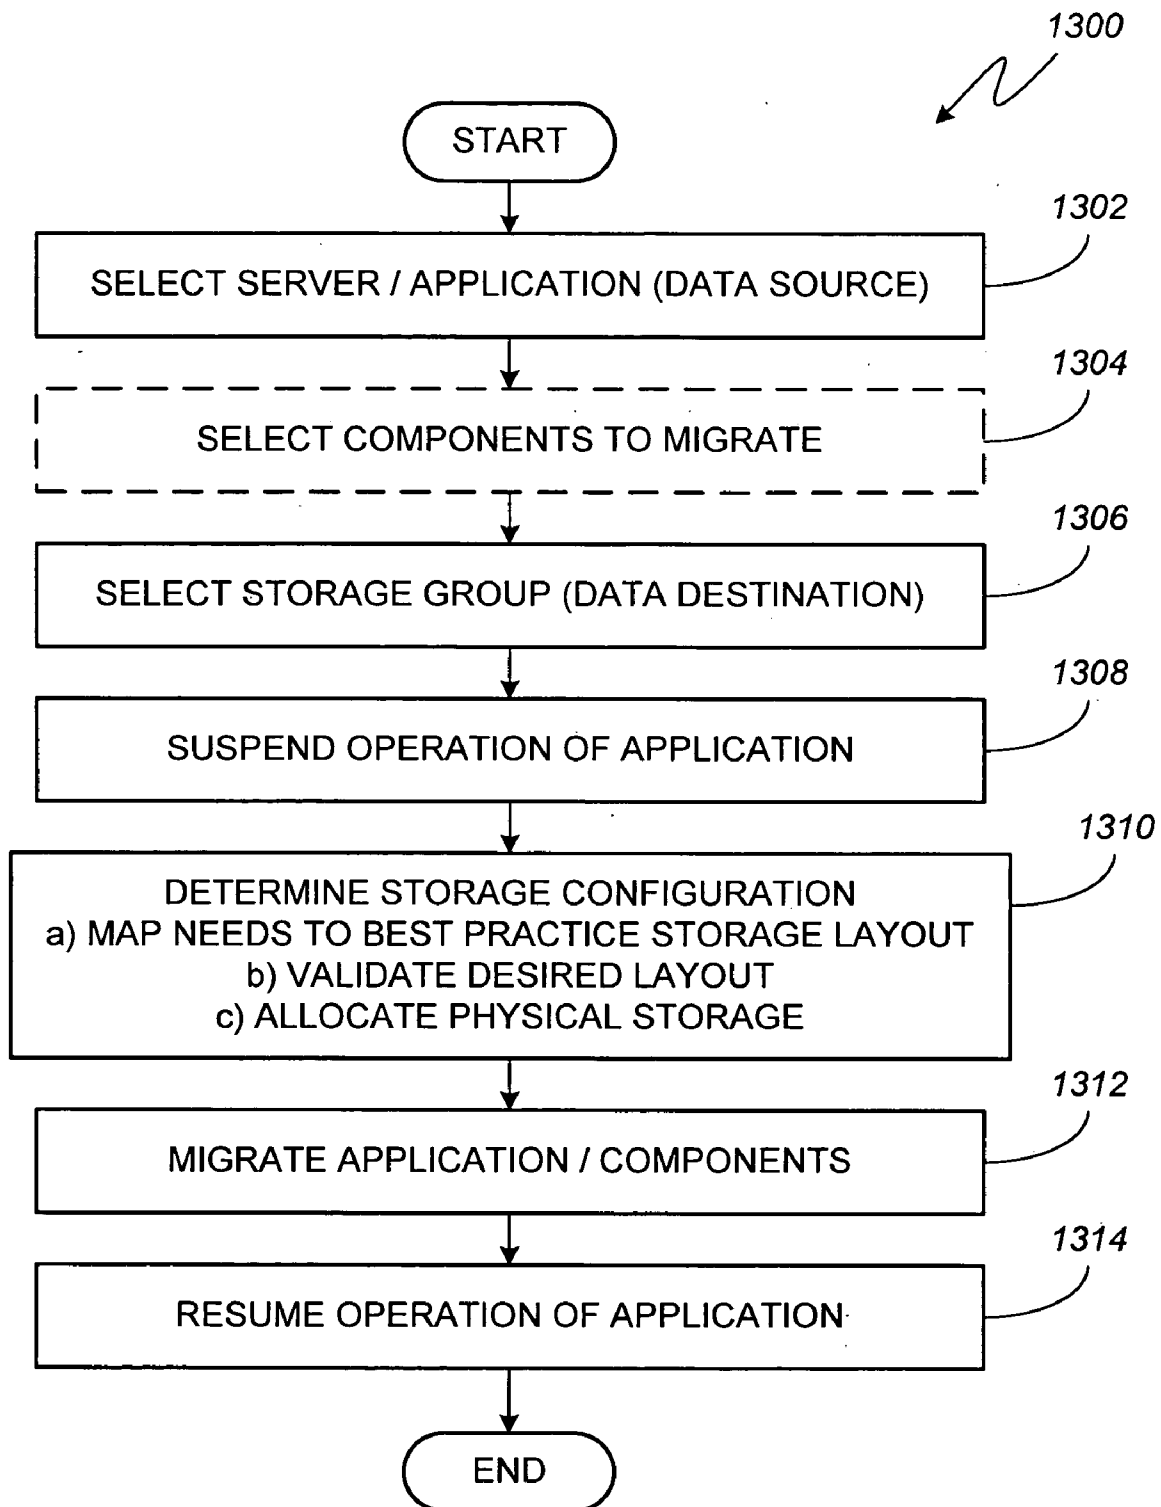 1300
START
1302
SELECT SERVER / APPLICATION (DATA SOURCE)
1304
SELECT COMPONENTS TO MIGRATE
1306
SELECT STORAGE GROUP (DATA DESTINATION)
1308
SUSPEND OPERATION OF APPLICATION
1310
DETERMINE STORAGE CONFIGURATION
a) MAP NEEDS TO BEST PRACTICE STORAGE LAYOUT
b) VALIDATE DESIRED LAYOUT
c) ALLOCATE PHYSICAL STORAGE
1312
MIGRATE APPLICATION / COMPONENTS
1314
RESUME OPERATION OF APPLICATION
END